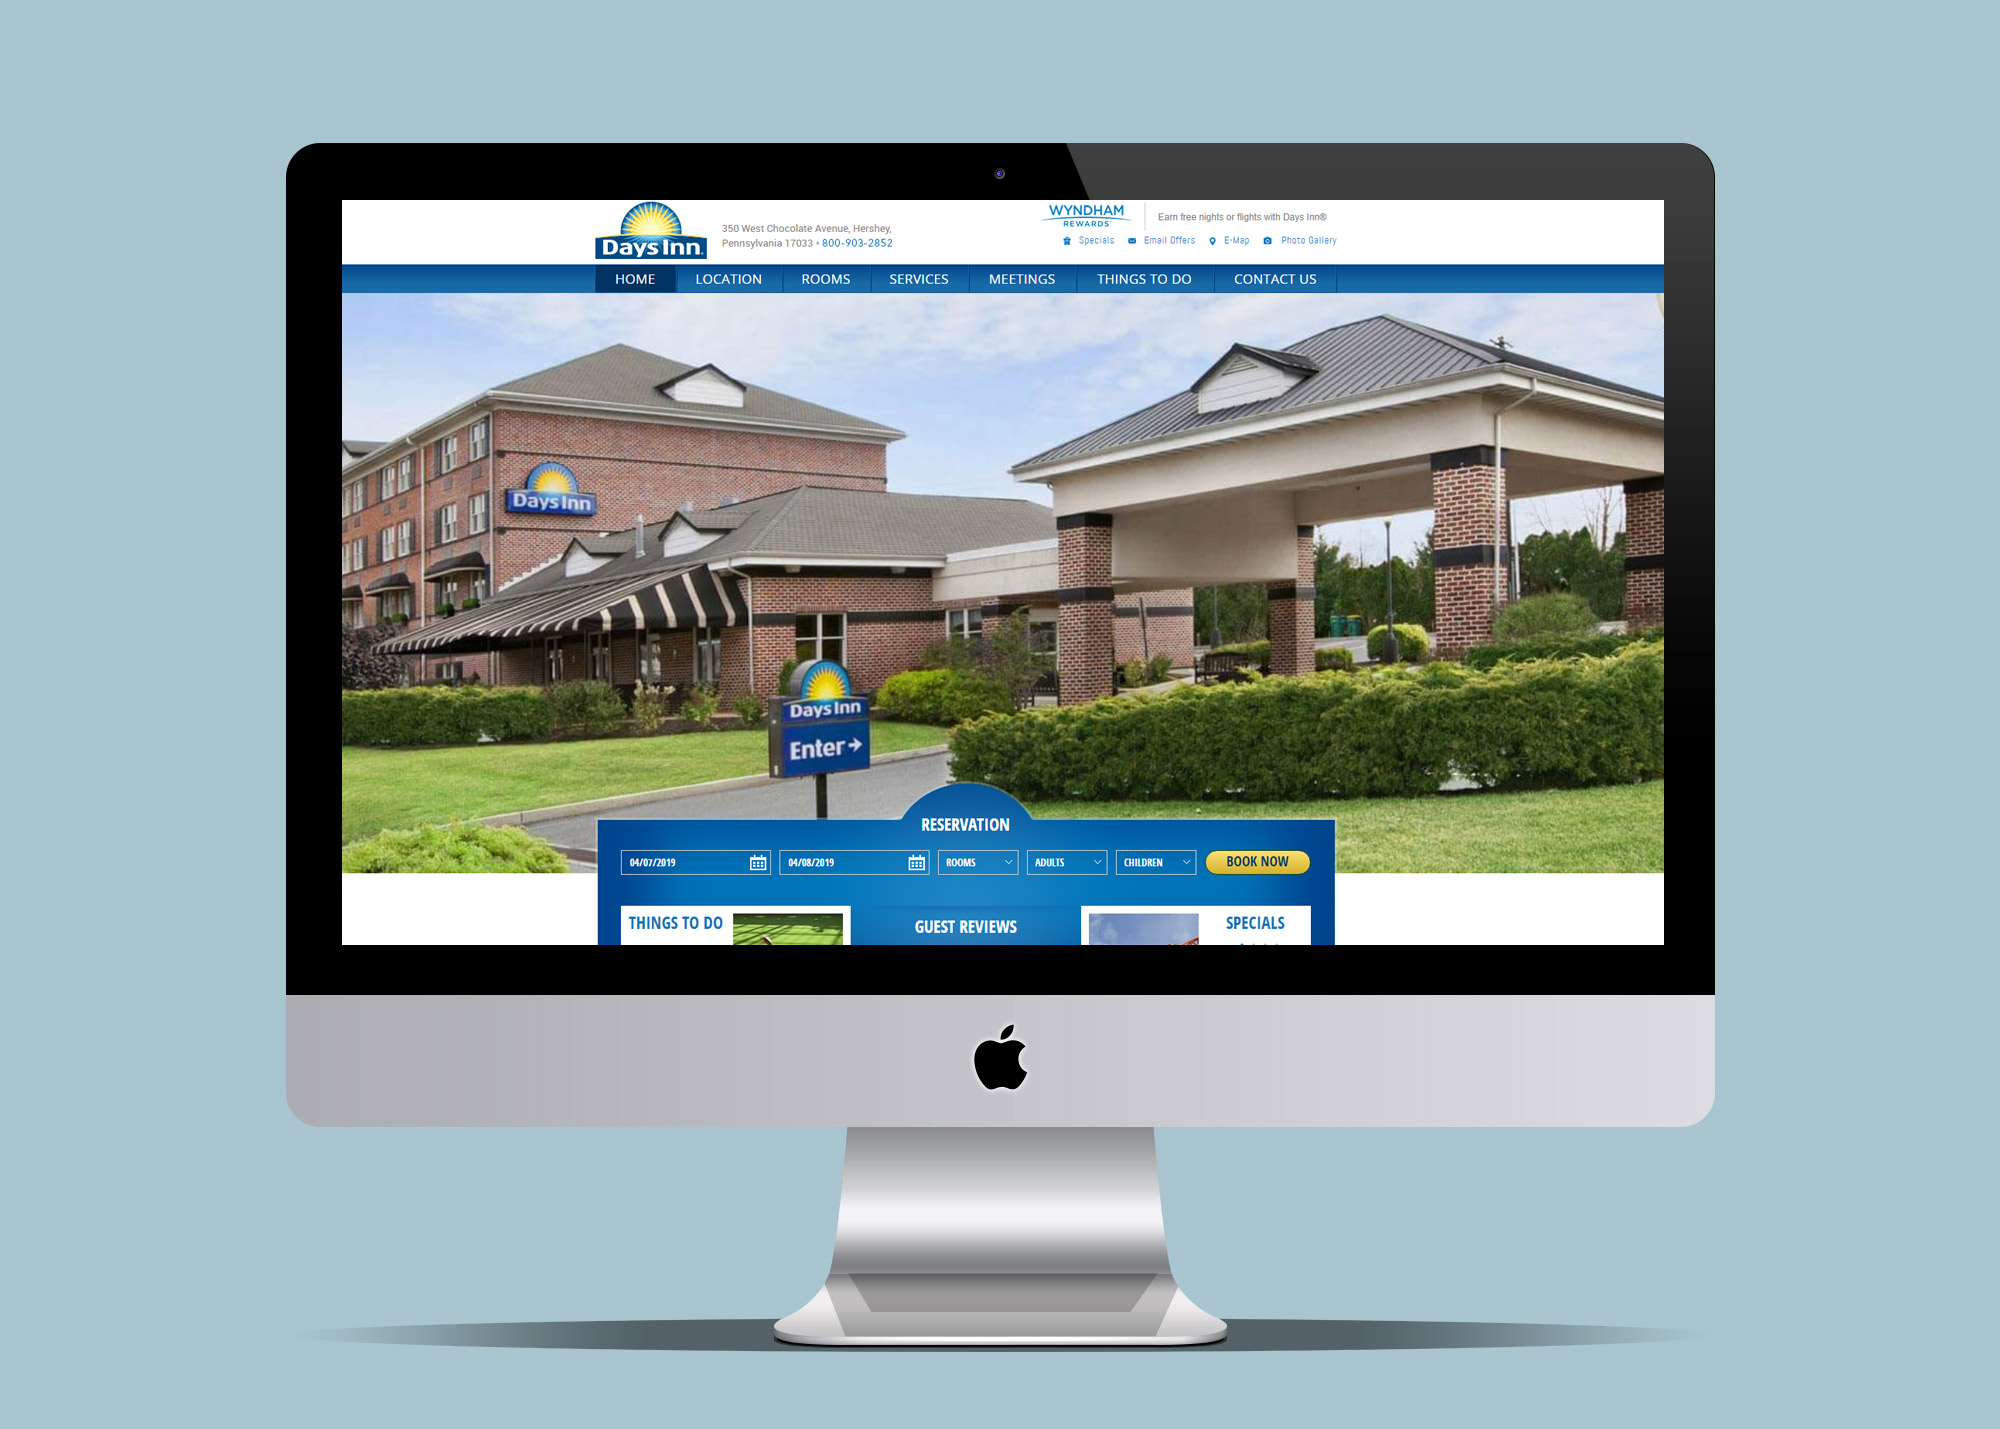 Days Inn
350 West Chocolate Avenue, Hershey,
Pennsylvania 17033 • 800-903-2852
WYNDHAM
REWARDS
Earn free nights or flights with Days Inn®
Specials
Email Offers
E-Map
Photo Gallery
HOME
LOCATION
ROOMS
SERVICES
MEETINGS
THINGS TO DO
CONTACT US
Days Inn
Days Inn
Enter →
RESERVATION
04/07/2019
04/08/2019
ROOMS
ADULTS
CHILDREN
BOOK NOW
THINGS TO DO
GUEST REVIEWS
SPECIALS